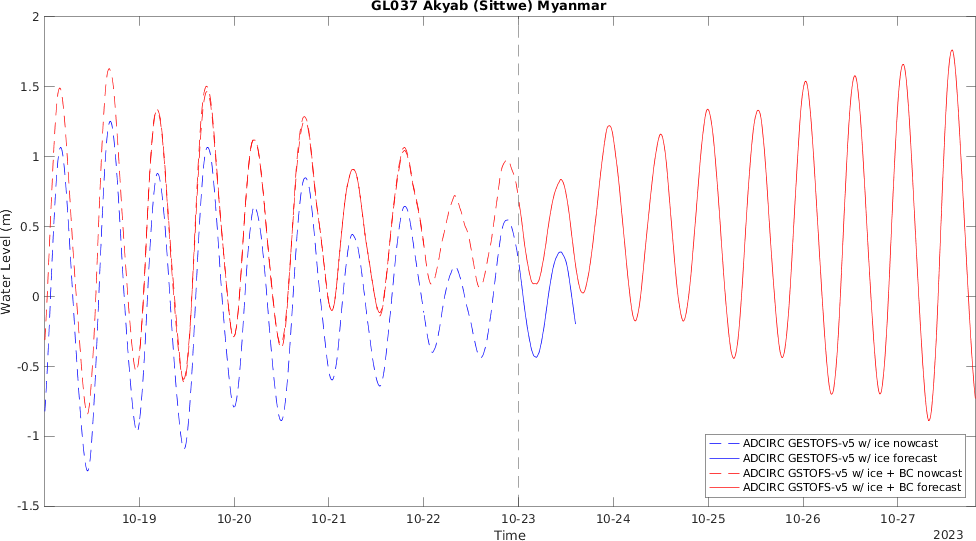 GL037 Akyab (Sittwe) Myanmar
2
1.5
1
0.5
0
-0.5
-1
-1.5
Water Level (m)
10-19 10-20 10-21 10-22 10-23 10-24 10-25 10-26 10-27
Time
2023
ADCIRC GESTOFS-v5 w/ ice nowcast
ADCIRC GESTOFS-v5 w/ ice forecast
ADCIRC GSTOFS-v5 w/ ice + BC nowcast
ADCIRC GSTOFS-v5 w/ ice + BC forecast